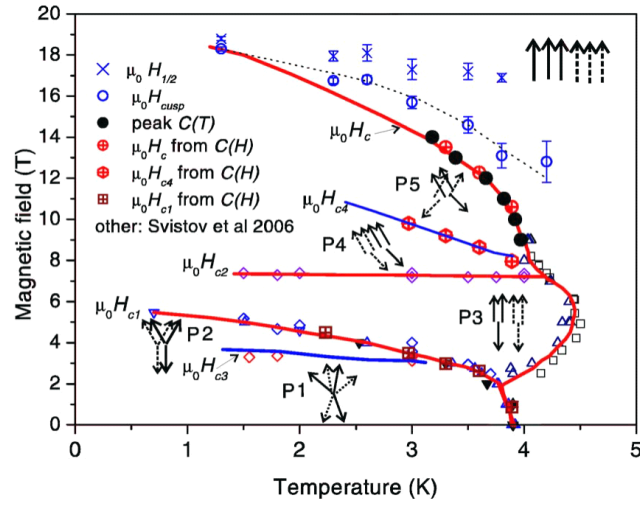 20
18
16
14
12
10
8
6
4
2
0
Magnetic field (T)
μ₀H₁/₂
μ₀Hcusp
peak C(T)
μ₀Hc from C(H)
μ₀Hc4 from C(H)
μ₀Hc1 from C(H)
other: Svistov et al 2006
μ₀Hc
P5
μ₀Hc4
P4
μ₀Hc2
μ₀Hc1
P2
P3
μ₀Hc3
P1
0 1 2 3 4 5
Temperature (K)